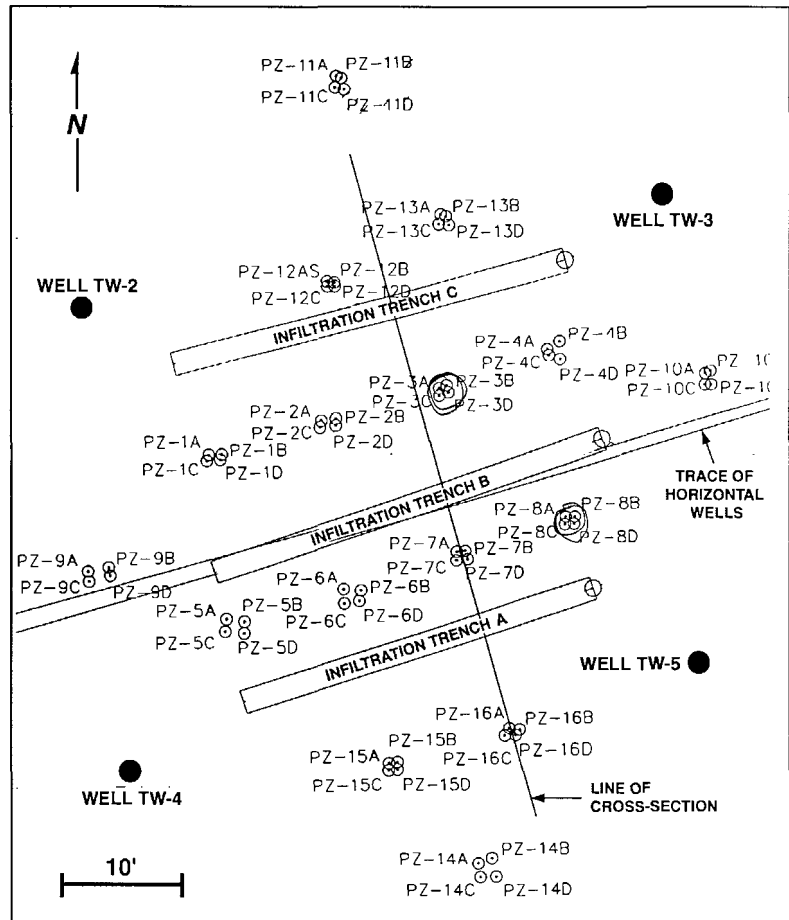 PZ-11A PZ-11B
PZ-11C PZ-11D
N
PZ-13A PZ-13B
PZ-13C PZ-13D
WELL TW-3
PZ-12AS PZ-12B
PZ-12C PZ-12D
WELL TW-2
INFILTRATION TRENCH C
PZ-4A PZ-4B
PZ-4C PZ-4D
PZ-10A PZ-10
PZ-10C PZ-10
PZ-3A PZ-3B
PZ-3C PZ-3D
PZ-2A PZ-2B
PZ-2C PZ-2D
PZ-1A PZ-1B
PZ-1C PZ-1D
TRACE OF
HORIZONTAL
WELLS
INFILTRATION TRENCH B
PZ-8A PZ-8B
PZ-8C PZ-8D
PZ-7A PZ-7B
PZ-7C PZ-7D
PZ-9A PZ-9B
PZ-9C PZ-9D
PZ-6A PZ-6B
PZ-6C PZ-6D
PZ-5A PZ-5B
PZ-5C PZ-5D
INFILTRATION TRENCH A
WELL TW-5
PZ-16A PZ-16B
PZ-16C PZ-16D
PZ-15A PZ-15B
PZ-15C PZ-15D
WELL TW-4
LINE OF
CROSS-SECTION
PZ-14A PZ-14B
PZ-14C PZ-14D
10'